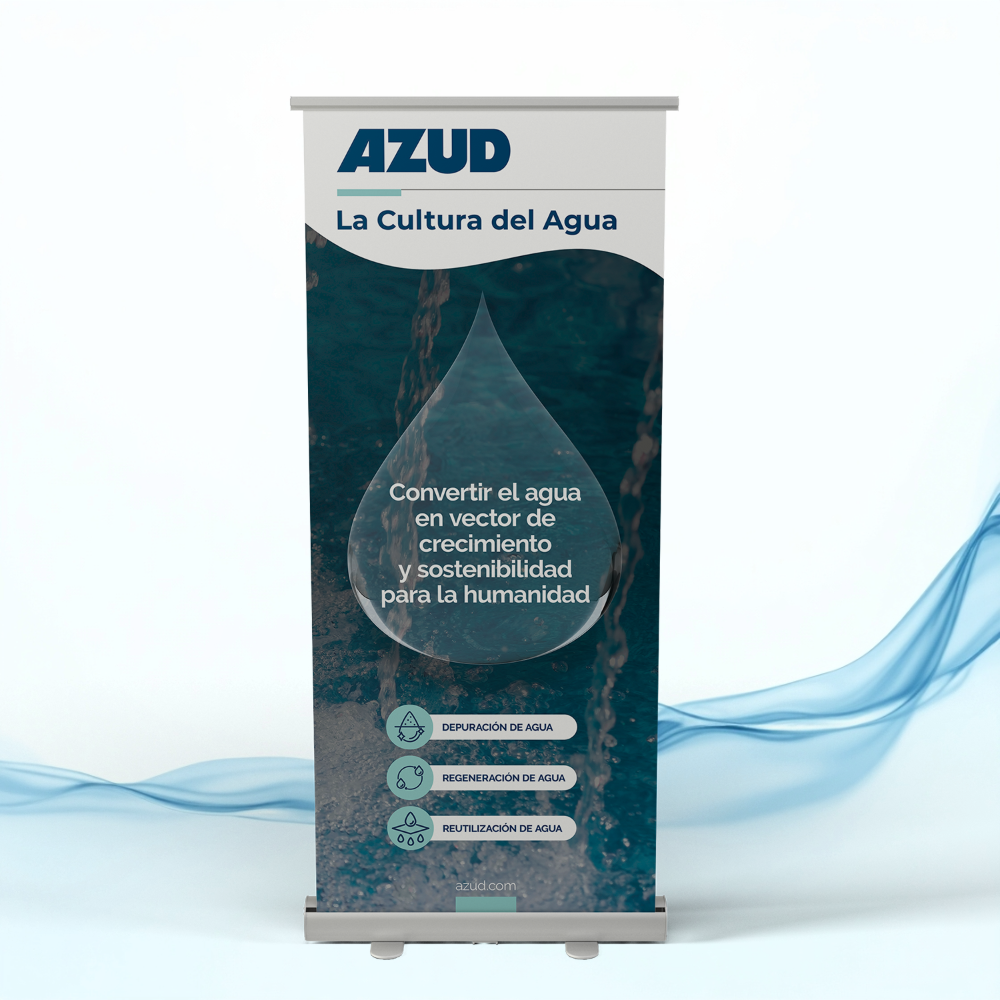 AZUD
La Cultura del Agua
Convertir el agua
en vector de
crecimiento
y sostenibilidad
para la humanidad
DEPURACIÓN DE AGUA
REGENERACIÓN DE AGUA
REUTILIZACIÓN DE AGUA
azud.com